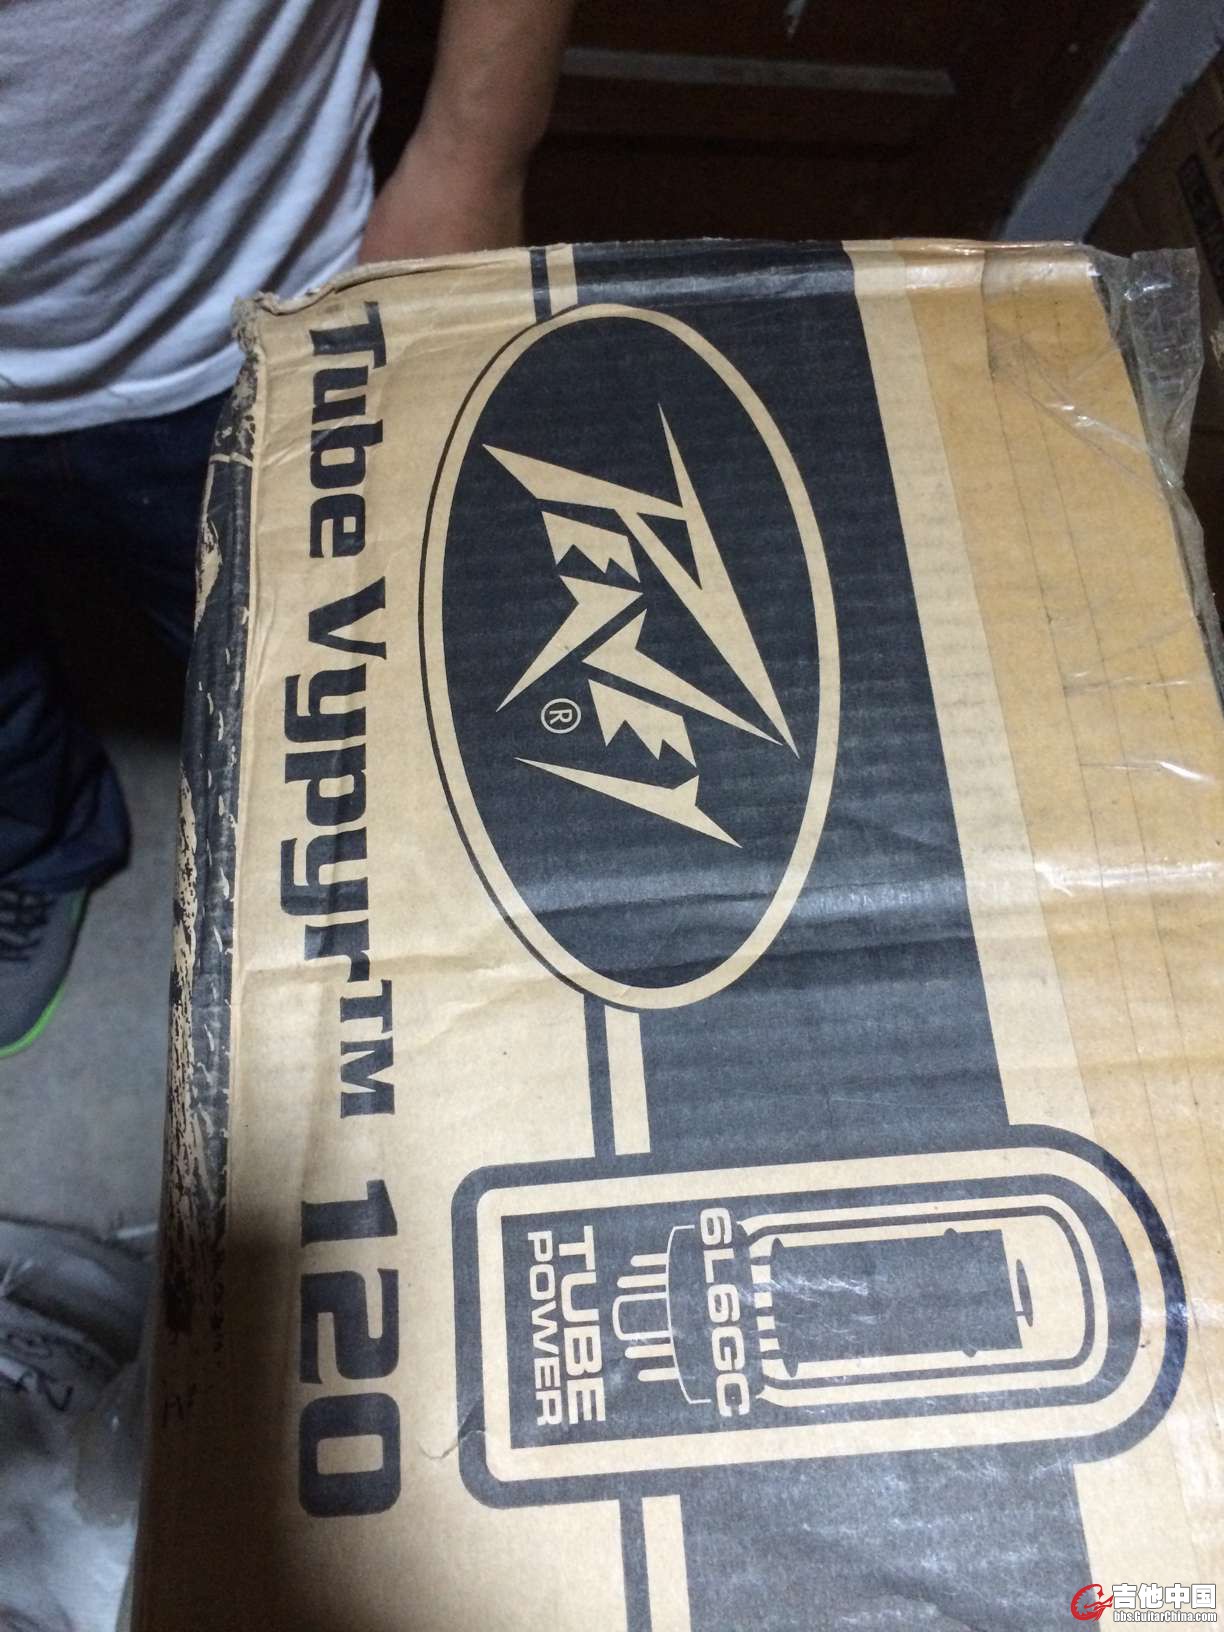 PEAVEY®
Tube Vypyr™ 120
6L6GC
TUBE
POWER
吉他中国
bbs.GuitarChina.com